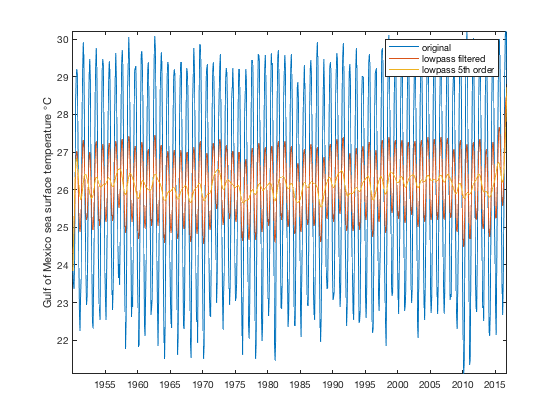 30
29
28
27
26
25
24
23
22
Gulf of Mexico sea surface temperature °C
original
lowpass filtered
lowpass 5th order
1955 1960 1965 1970 1975 1980 1985 1990 1995 2000 2005 2010 2015